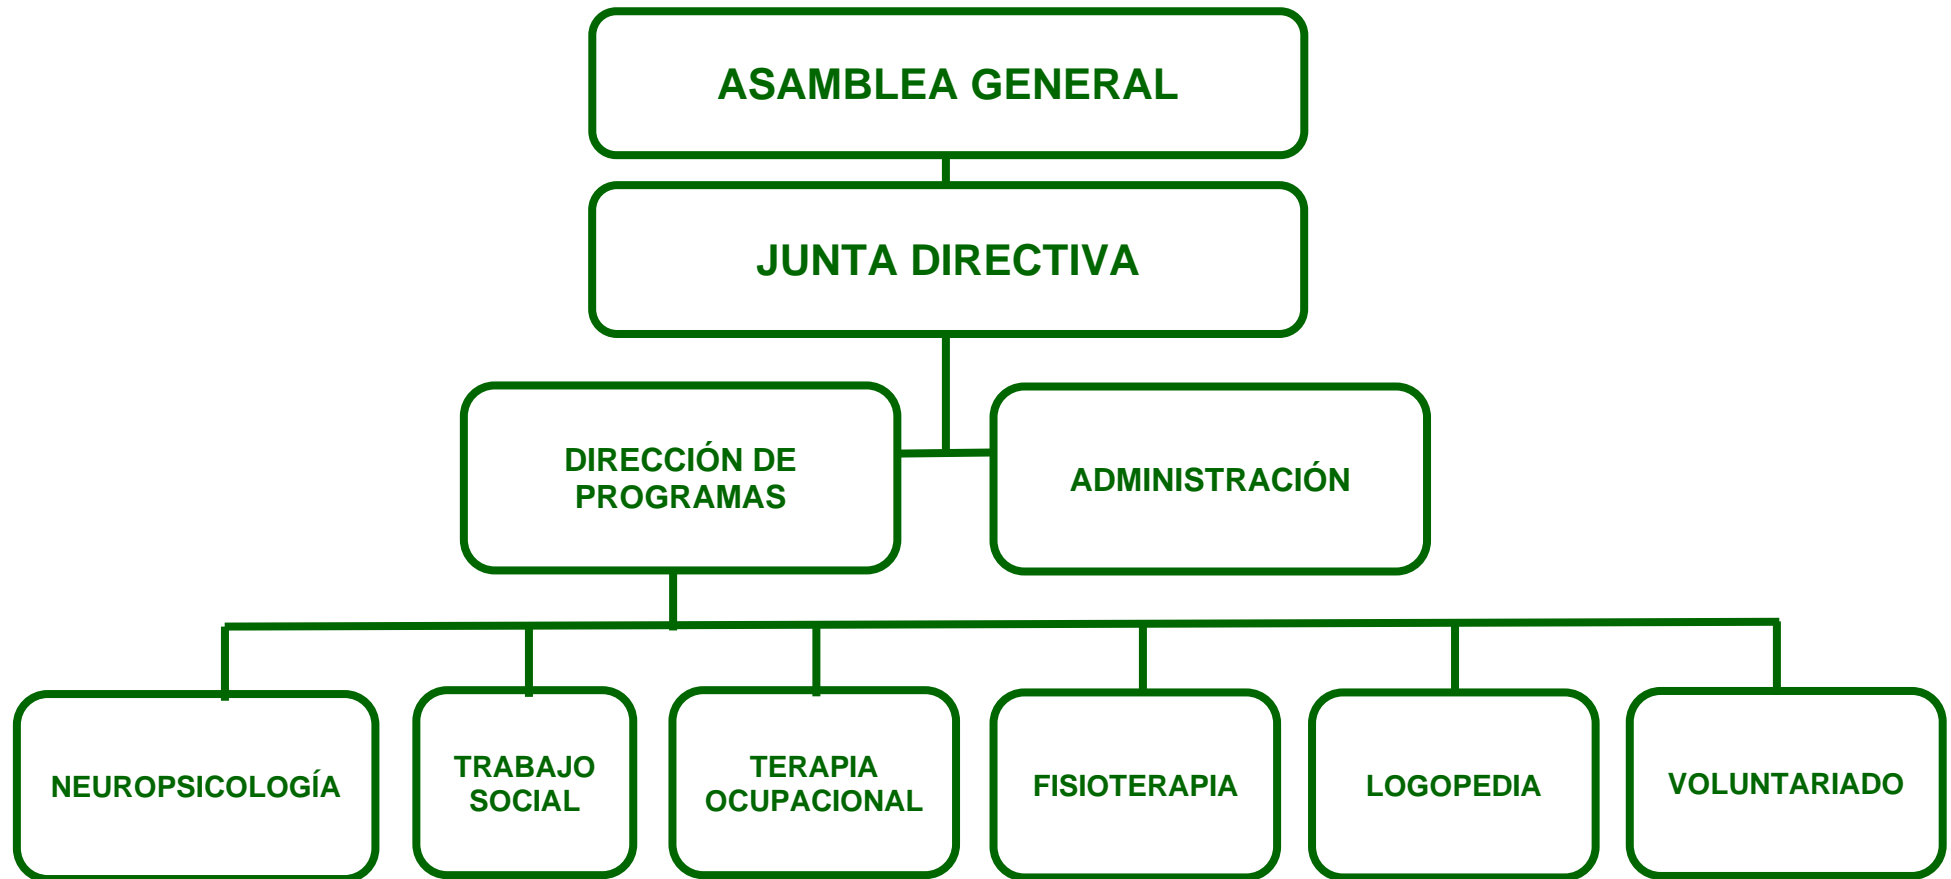 ASAMBLEA GENERAL
JUNTA DIRECTIVA
DIRECCIÓN DE
PROGRAMAS
ADMINISTRACIÓN
NEUROPSICOLOGÍA
TRABAJO
SOCIAL
TERAPIA
OCUPACIONAL
FISIOTERAPIA
LOGOPEDIA
VOLUNTARIADO